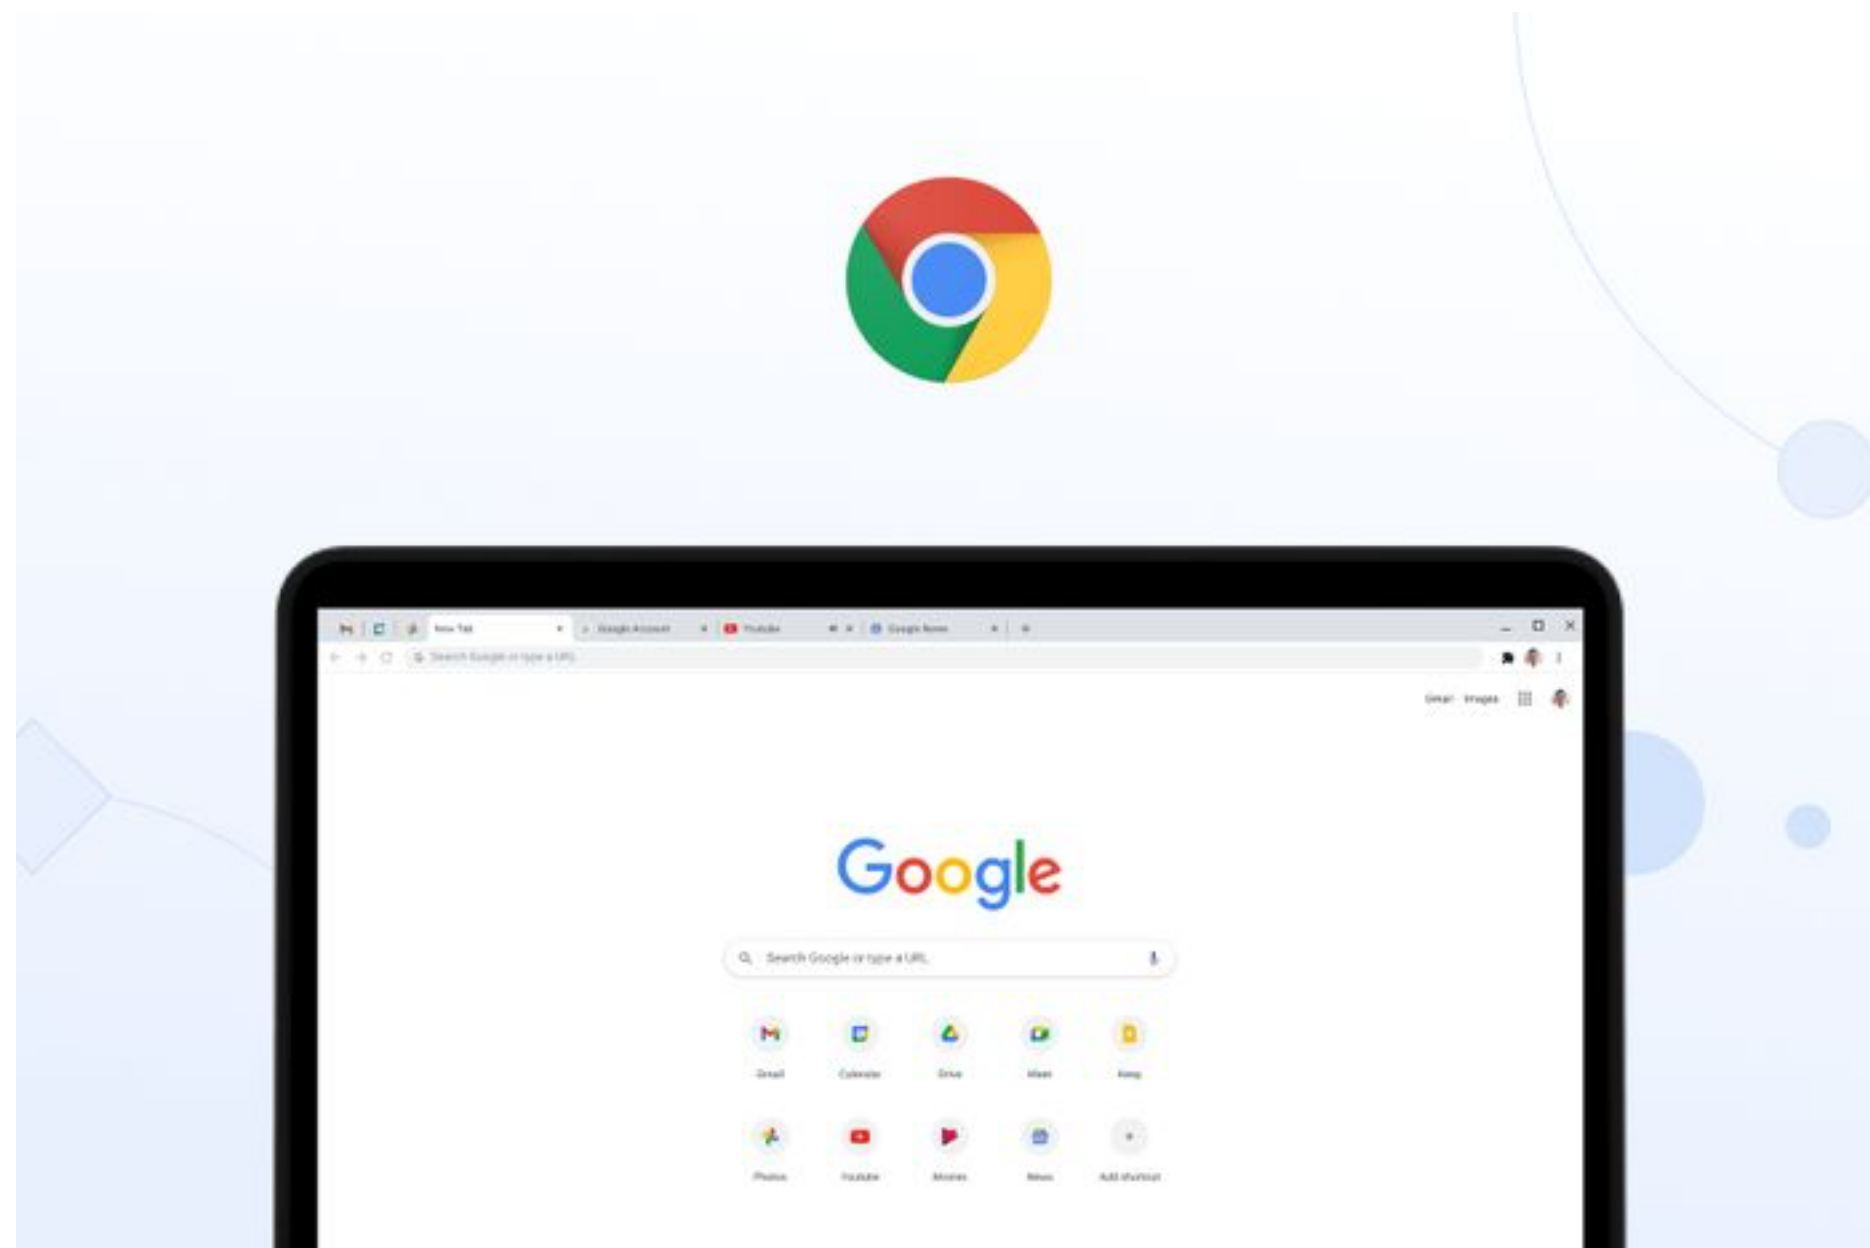 New Tab
Google Account
Youtube
Google News
Search Google or type a URL
Gmail Images
Google
Search Google or type a URL
Gmail Calendar Drive Meet Keep
Photos Youtube Movies News Add shortcut